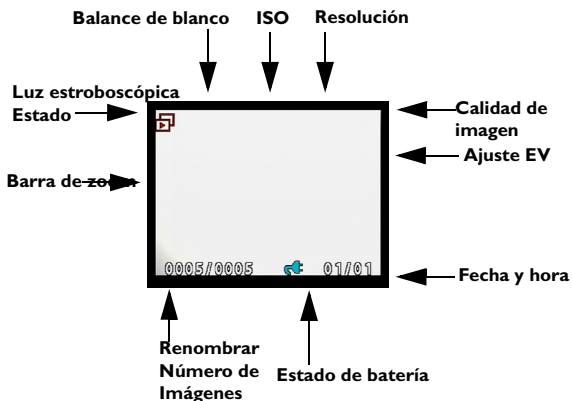 Balance de blanco ISO Resolución
Luz estroboscópica
Estado
Calidad de
imagen
Ajuste EV
Barra de zoom
0005/0005 01/01
Fecha y hora
Renombrar
Número de
Imágenes
Estado de batería